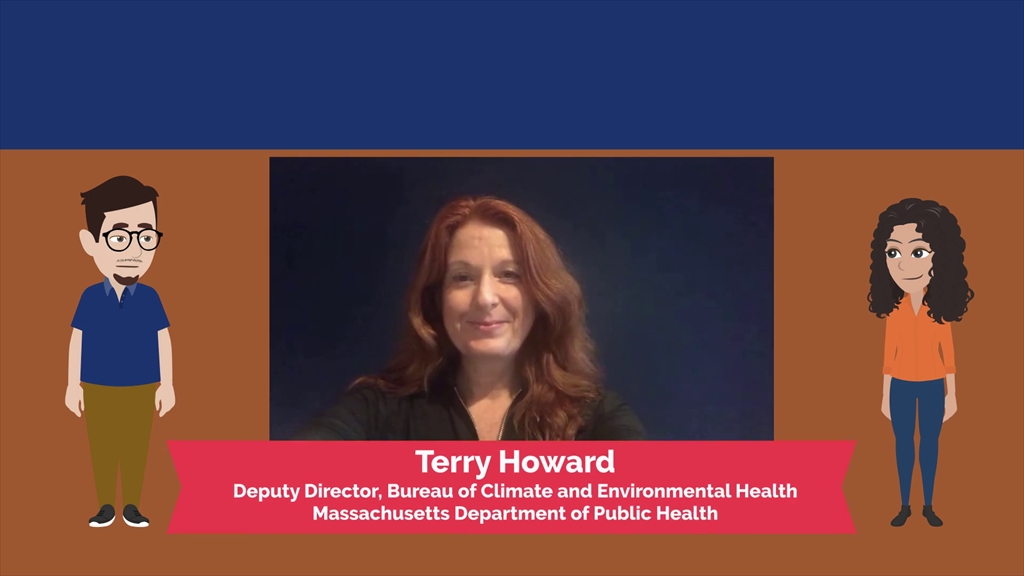 Terry Howard
Deputy Director, Bureau of Climate and Environmental Health
Massachusetts Department of Public Health